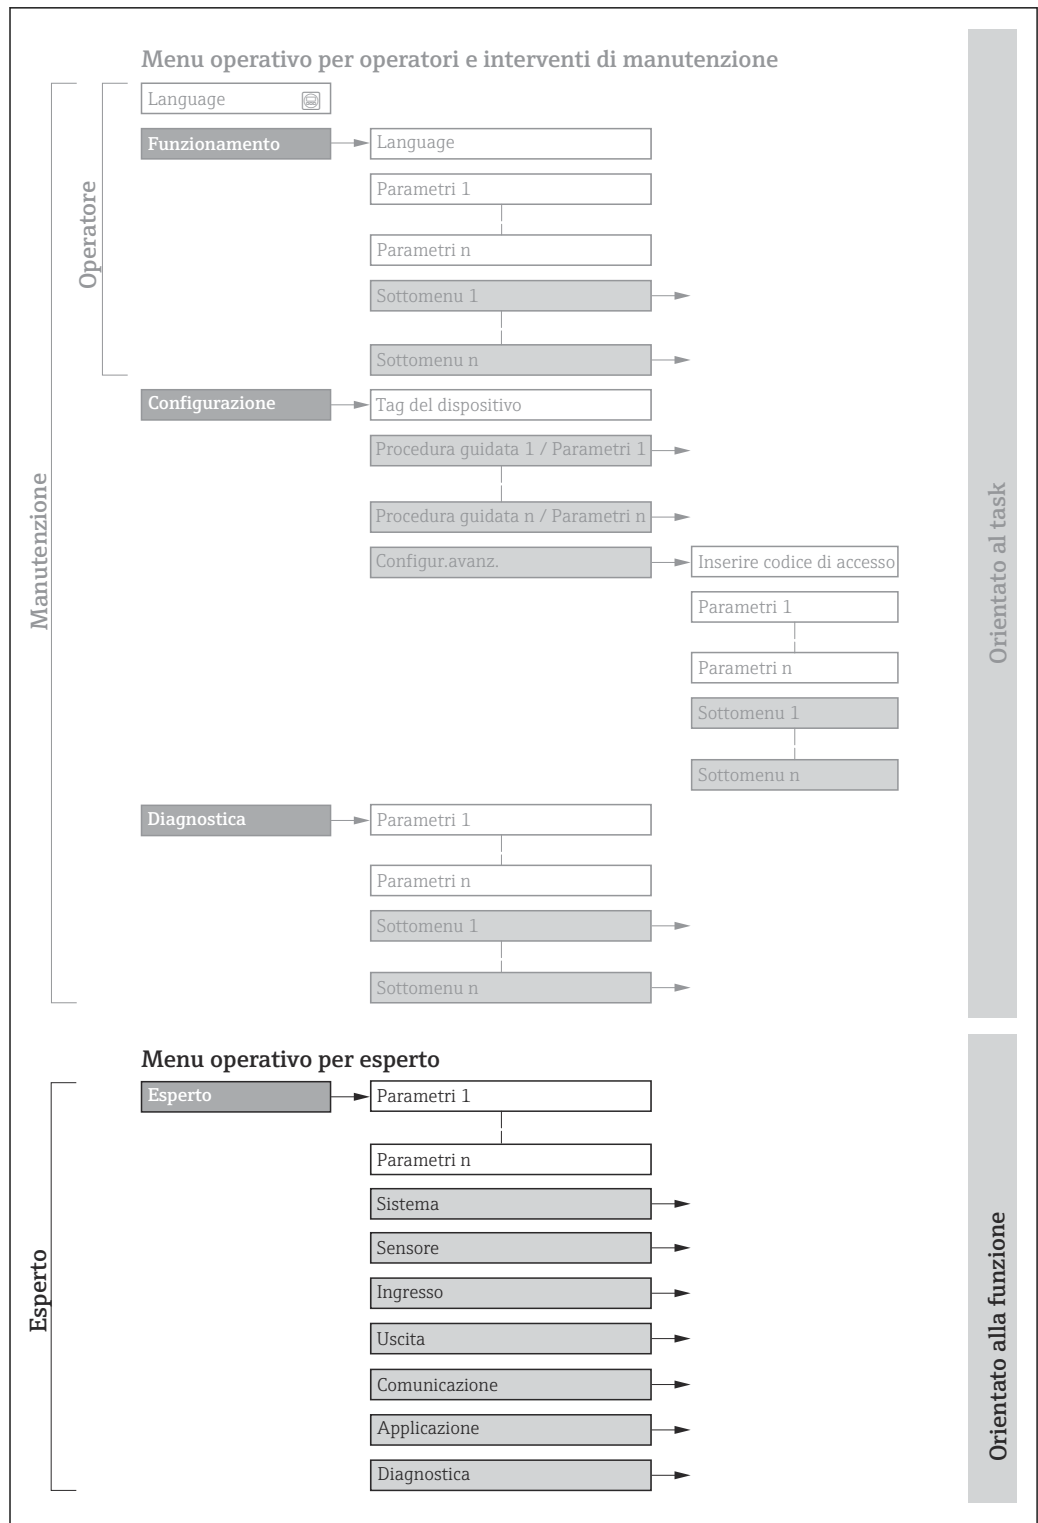 Menu operativo per operatori e interventi di manutenzione
Language
Funzionamento
Language
Parametri 1
Parametri n
Sottomenu 1
Sottomenu n
Operatore
Configurazione
Tag del dispositivo
Procedura guidata 1 / Parametri 1
Procedura guidata n / Parametri n
Configur.avanz.
Inserire codice di accesso
Parametri 1
Parametri n
Sottomenu 1
Sottomenu n
Manutenzione
Orientato al task
Diagnostica
Parametri 1
Parametri n
Sottomenu 1
Sottomenu n
Menu operativo per esperto
Esperto
Parametri 1
Parametri n
Sistema
Sensore
Ingresso
Uscita
Comunicazione
Applicazione
Diagnostica
Esperto
Orientato alla funzione